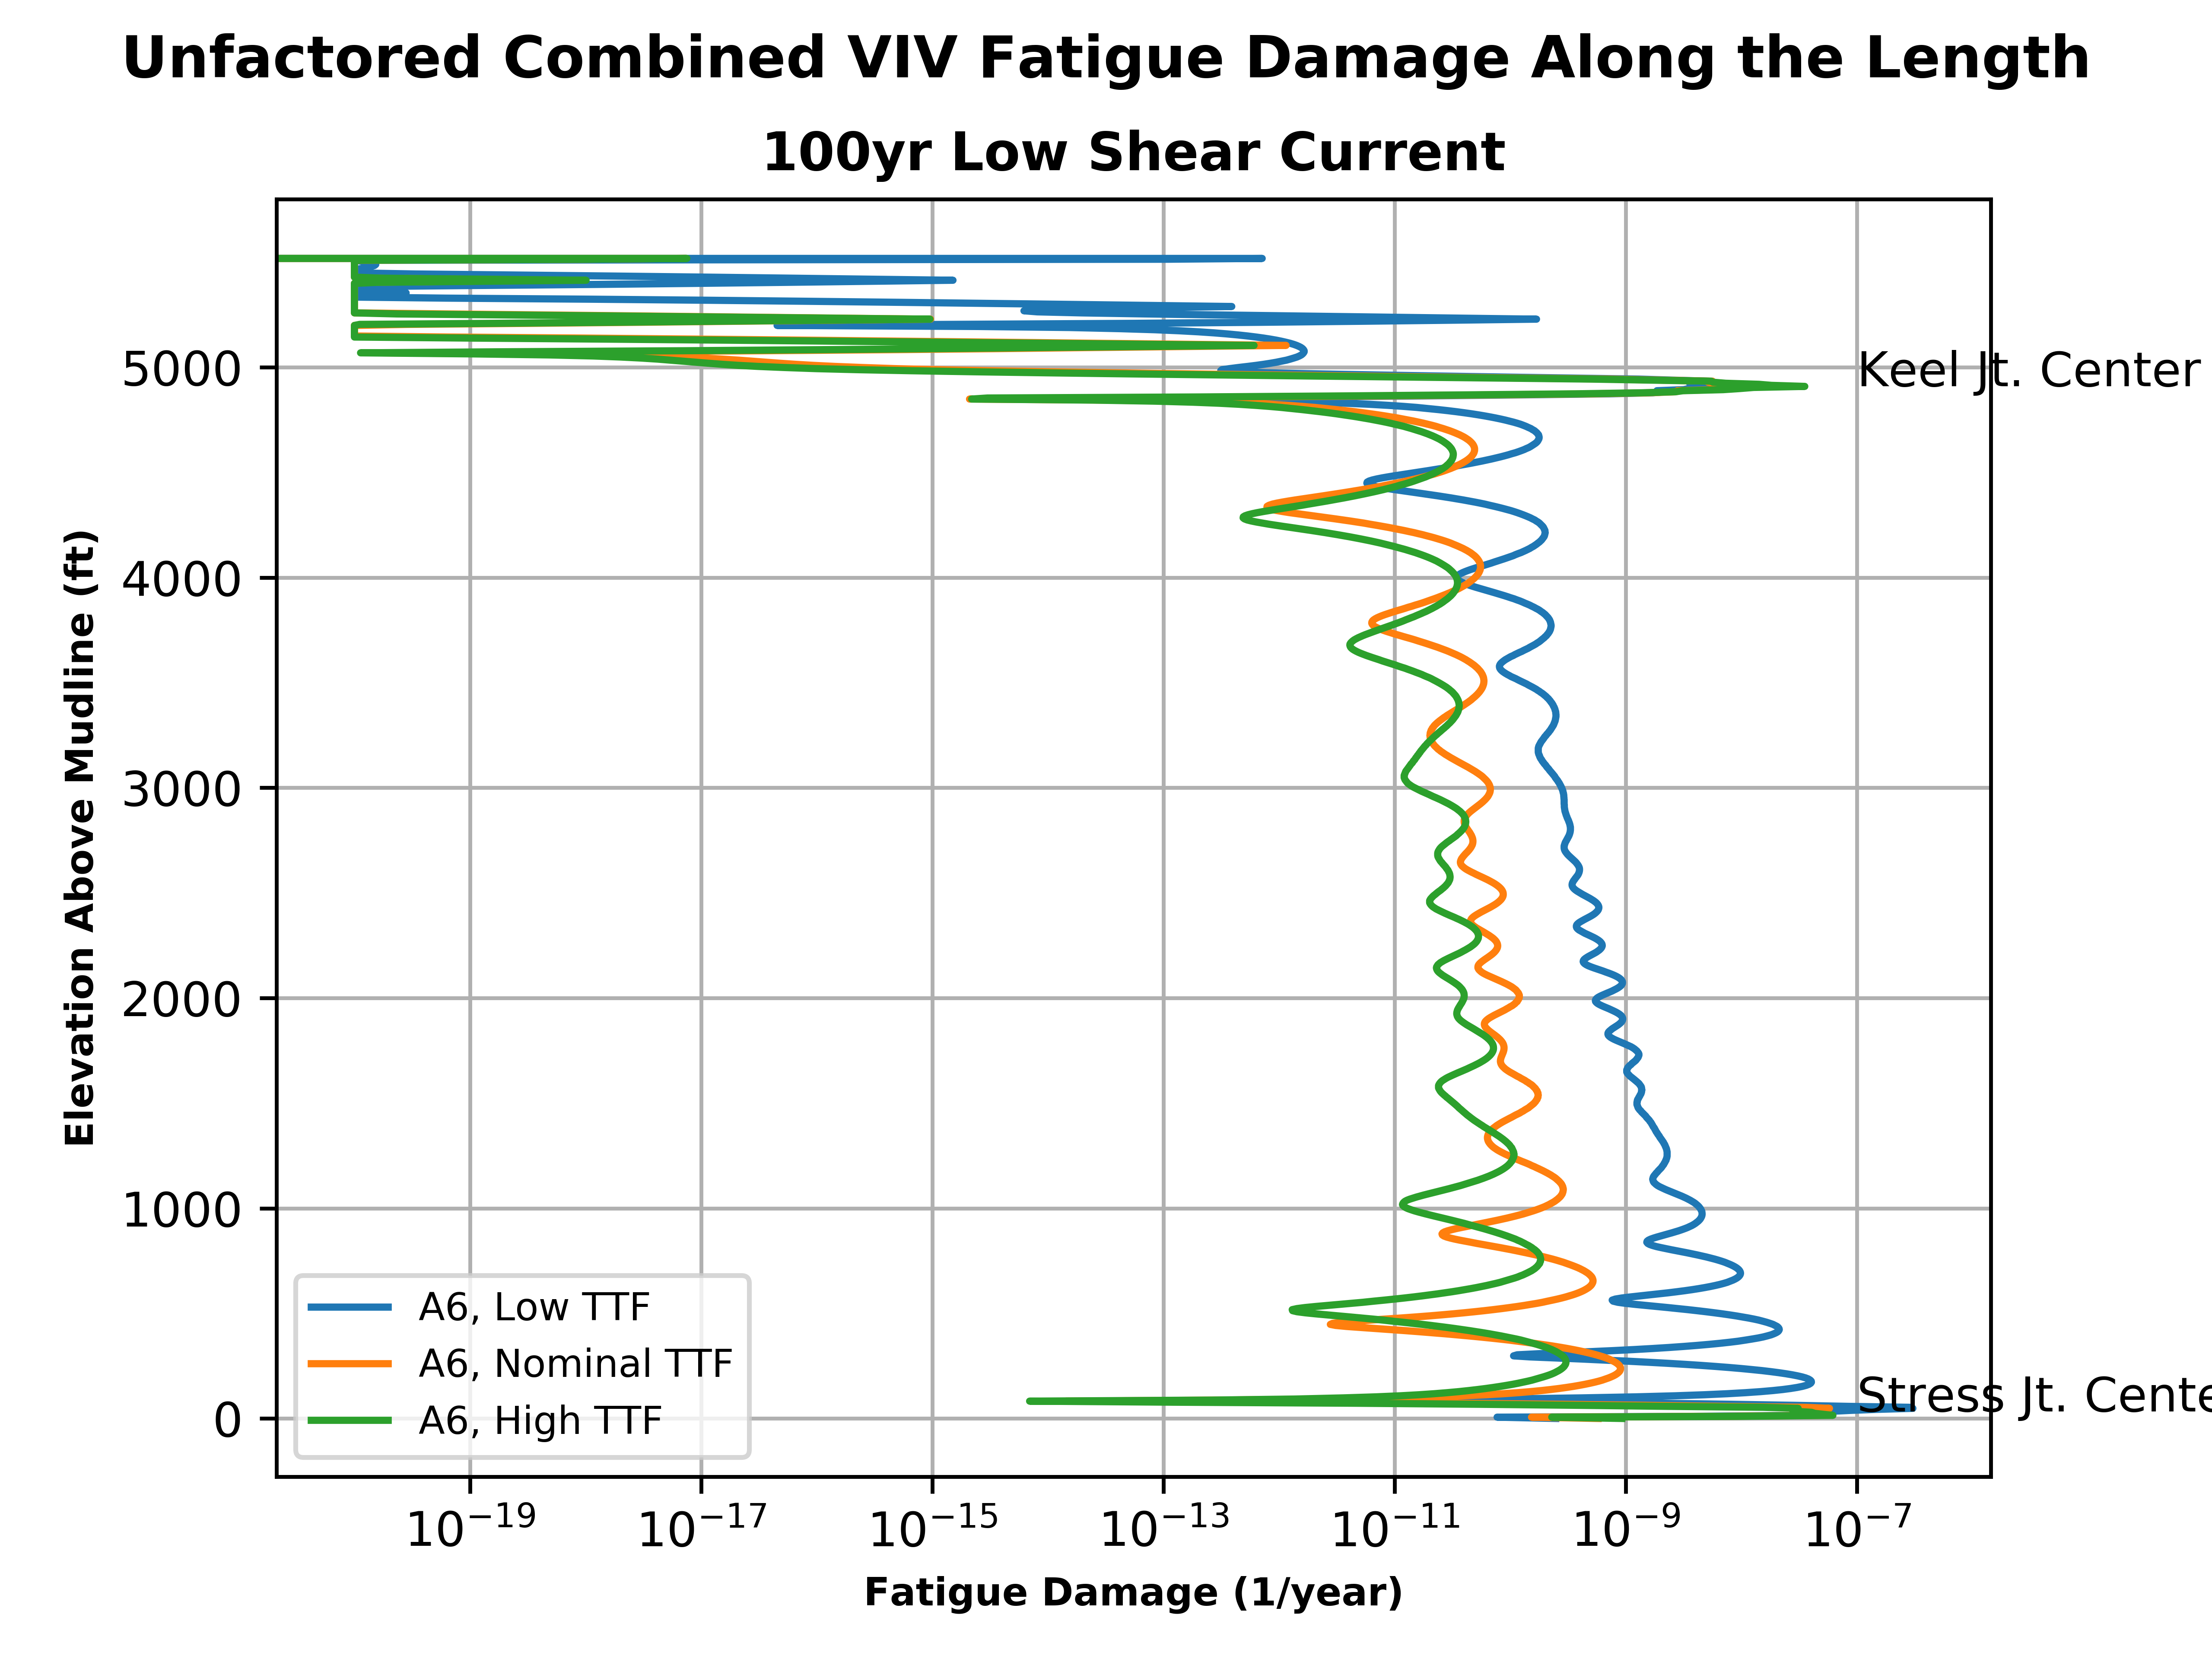 Unfactored Combined VIV Fatigue Damage Along the Length
100yr Low Shear Current
Elevation Above Mudline (ft)
5000
4000
3000
2000
1000
0
Keel Jt. Center
Stress Jt. Cente
A6, Low TTF
A6, Nominal TTF
A6, High TTF
10⁻¹⁹ 10⁻¹⁷ 10⁻¹⁵ 10⁻¹³ 10⁻¹¹ 10⁻⁹ 10⁻⁷
Fatigue Damage (1/year)